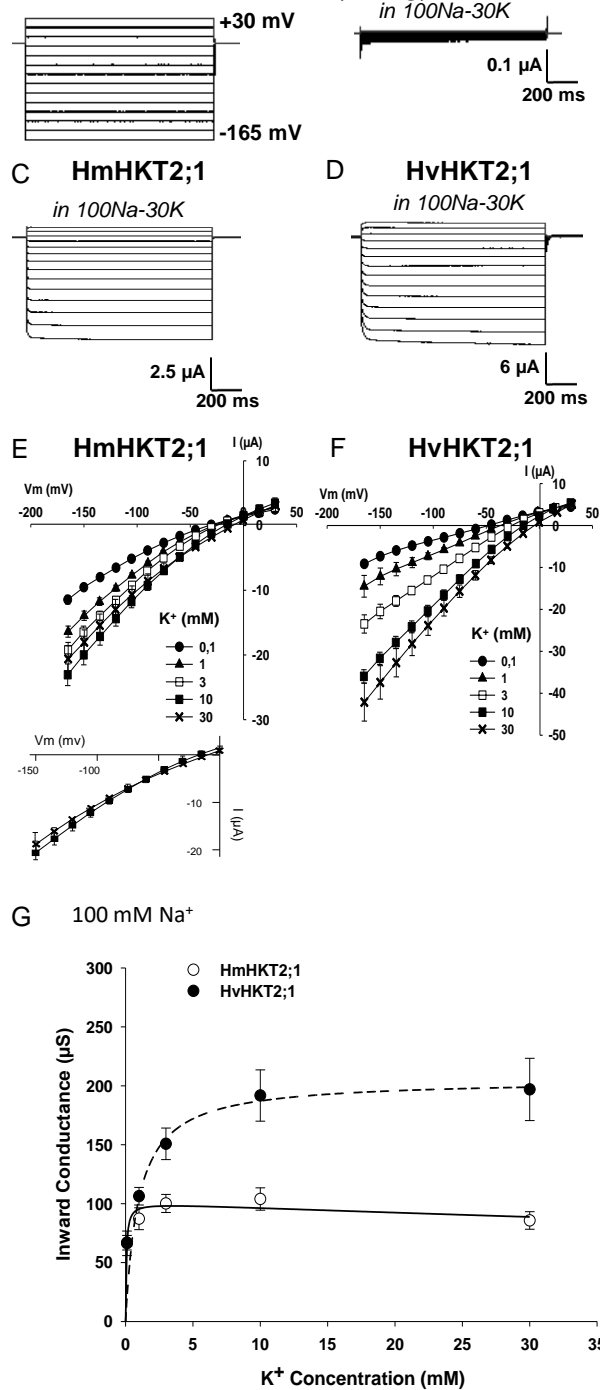 +30 mV
-165 mV
in 100Na-30K
0.1 µA
200 ms
C HmHKT2;1
in 100Na-30K
2.5 µA
200 ms
D HvHKT2;1
in 100Na-30K
6 µA
200 ms
E HmHKT2;1
I (µA)
Vm (mV)
10
-200 -150 -100 -50 0 50
-10
-20
-30
K⁺ (mM)
0,1
1
3
10
30
Vm (mv)
-150 -100
-10
-20
I (µA)
F HvHKT2;1
I (µA)
Vm (mV)
10
-200 -150 -100 -50 0 50
-10
-20
-30
-40
-50
K⁺ (mM)
0,1
1
3
10
30
G 100 mM Na⁺
HmHKT2;1
HvHKT2;1
Inward Conductance (µS)
300
250
200
150
100
50
0
0 5 10 15 20 25 30 35
K⁺ Concentration (mM)